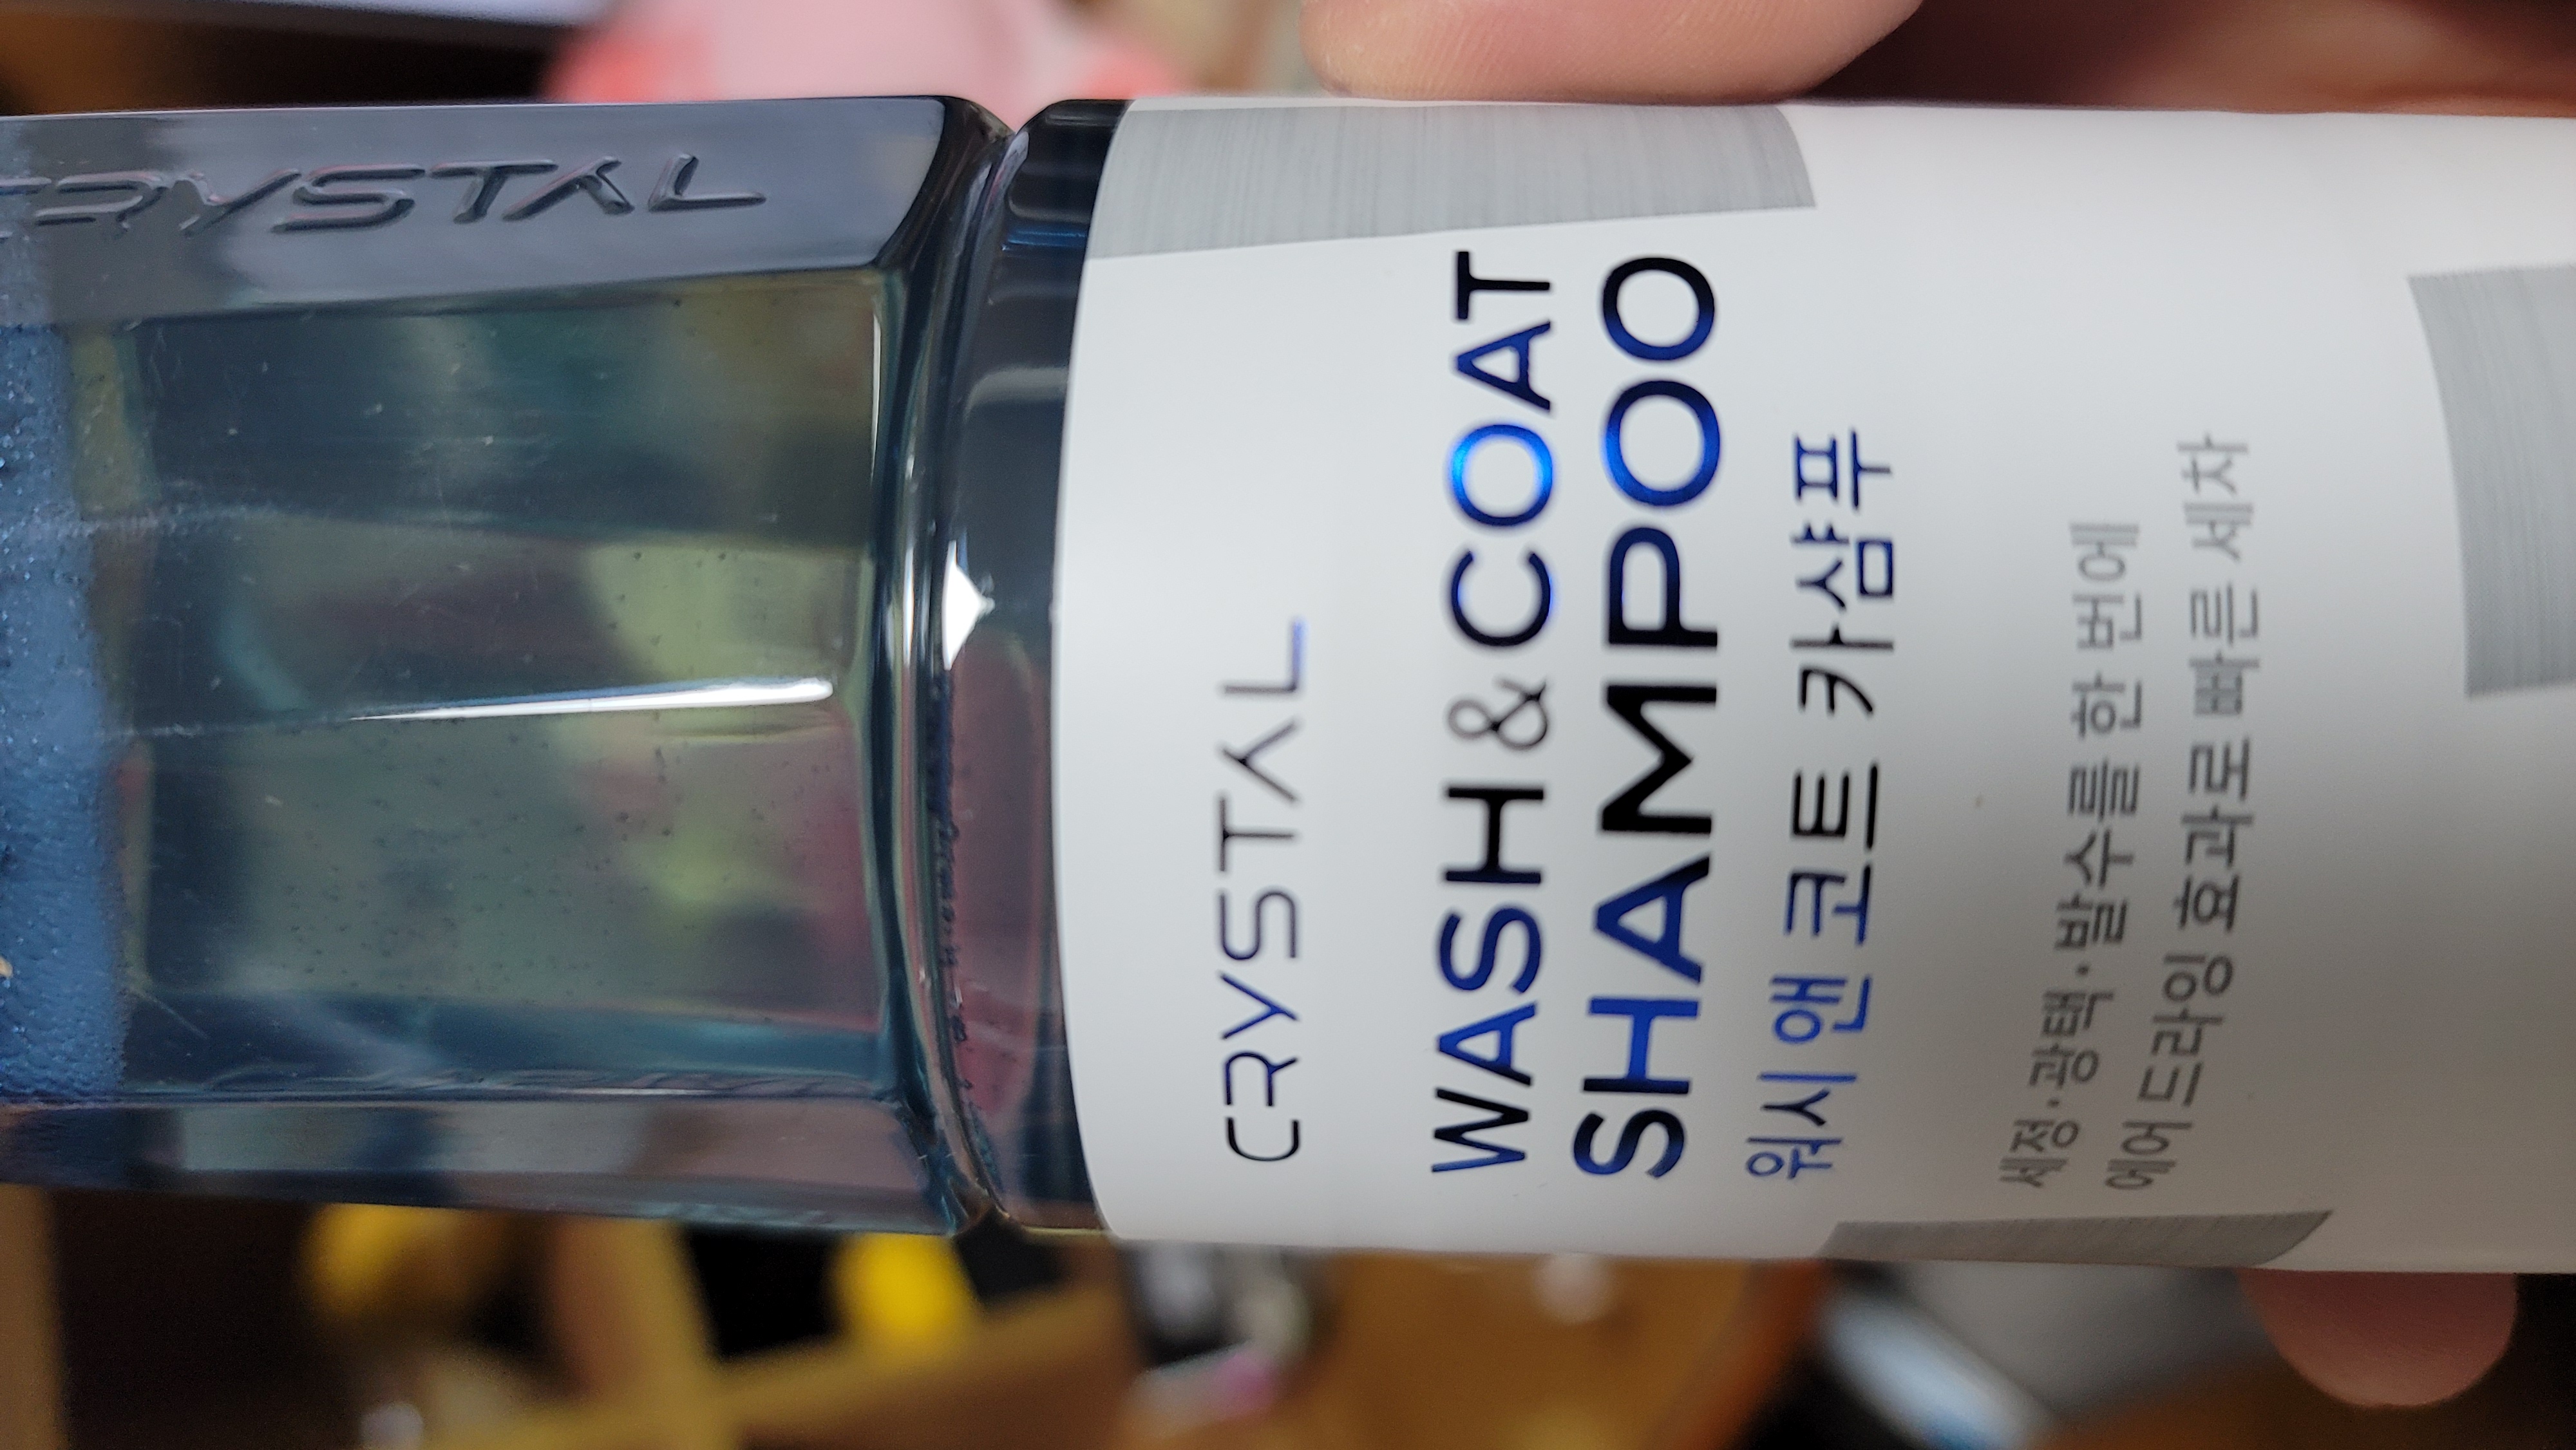 CRYSTAL
CRYSTAL
WASH & COAT
SHAMPOO
워시 앤 코트 카샴푸
세정·광택·발수를 한 번에
에어 드라잉 효과로 빠른 세차